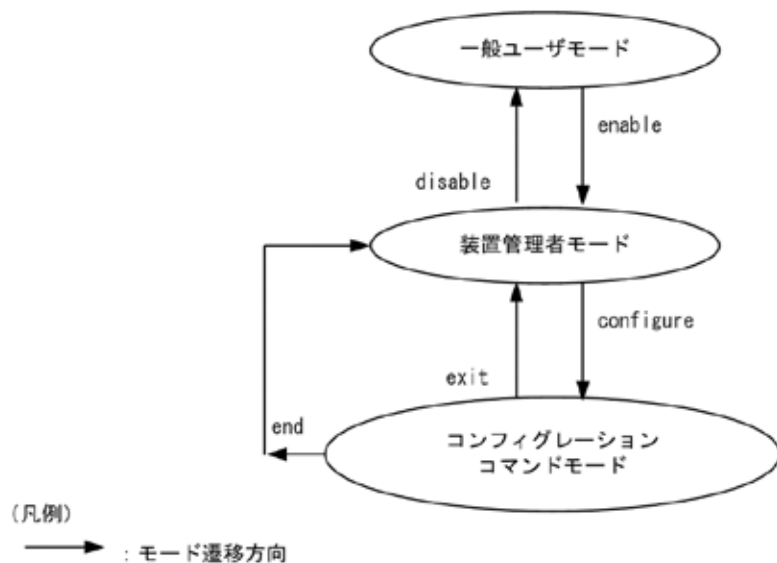 一般ユーザモード
enable
disable
装置管理者モード
configure
exit
end
コンフィグレーション
コマンドモード
(凡例)
: モード遷移方向